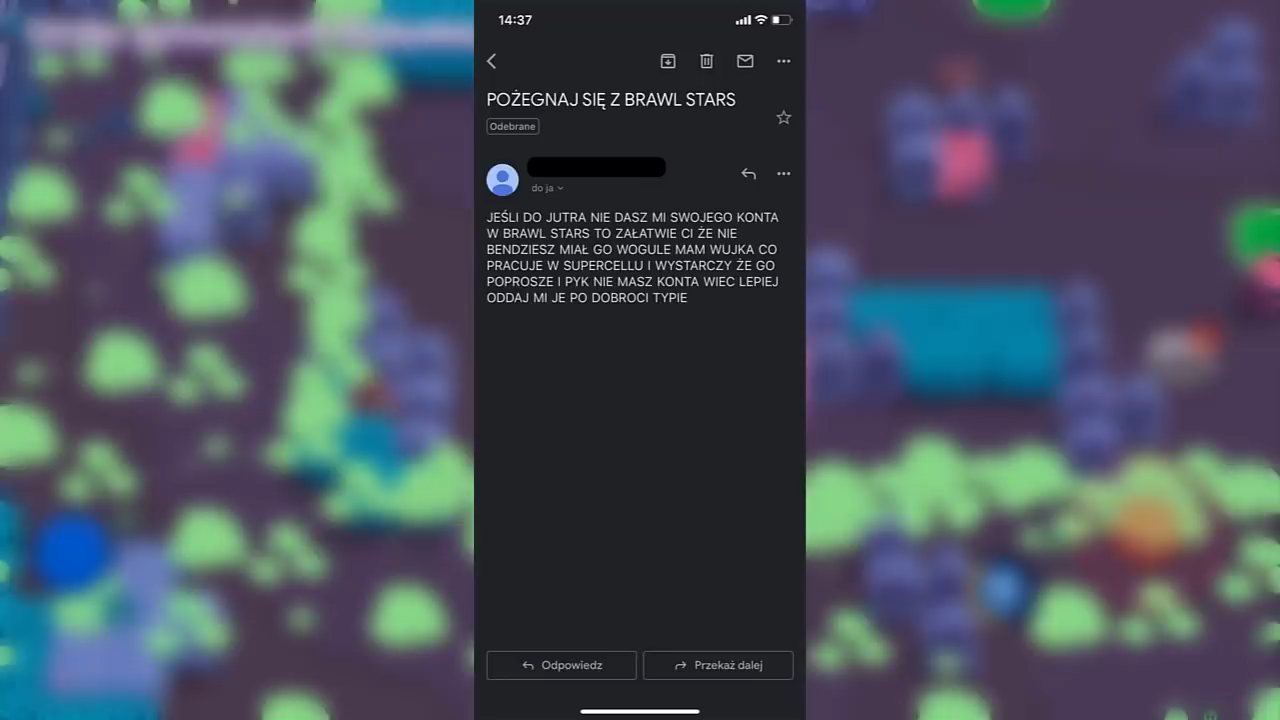 14:37
POŻEGNAJ SIĘ Z BRAWL STARS
Odebrane
do ja
JEŚLI DO JUTRA NIE DASZ MI SWOJEGO KONTA
W BRAWL STARS TO ZAŁATWIE CI ŻE NIE
BENDZIESZ MIAŁ GO WOGULE MAM WUJKA CO
PRACUJE W SUPERCELLU I WYSTARCZY ŻE GO
POPROSZE I PYK NIE MASZ KONTA WIEC LEPIEJ
ODDAJ MI JE PO DOBROCI TYPIE
Odpowiedz
Przekaż dalej